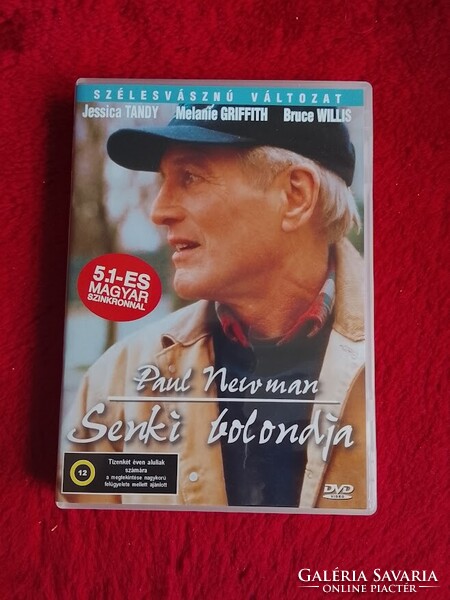 SZÉLESVÁSZNÚ VÁLTOZAT
Jessica TANDY Melanie GRIFFITH Bruce WILLIS
5.1-ES
MAGYAR
SZINKRONNAL
Paul Newman
Senki bolondja
12
Tizenkét éven aluliak
számára
a megtekintése nagykorú
felügyelete mellett ajánlott
DVD
VIDEO
GALÉRIA SAVARIA
ONLINE PIACTÉR